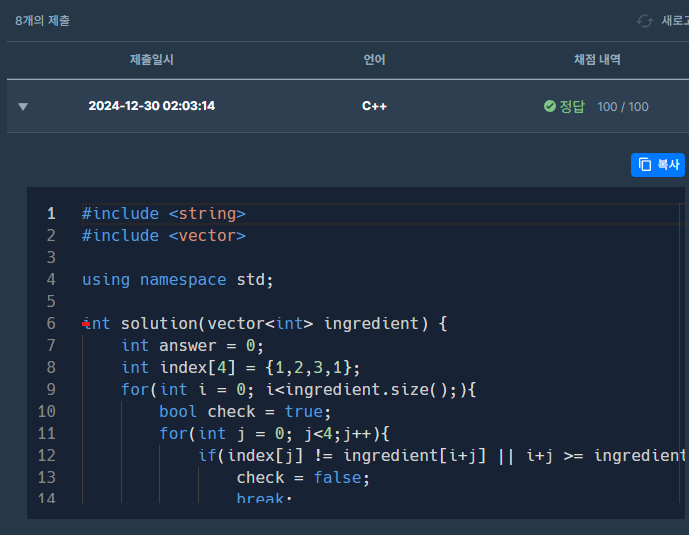 8개의 제출 새로고
제출일시 언어 채점 내역
▼ 2024-12-30 02:03:14 C++ 정답 100 / 100
복사
1 #include <string>
2 #include <vector>
3
4 using namespace std;
5
6 int solution(vector<int> ingredient) {
7 int answer = 0;
8 int index[4] = {1,2,3,1};
9 for(int i = 0; i<ingredient.size();){
10 bool check = true;
11 for(int j = 0; j<4;j++){
12 if(index[j] != ingredient[i+j] || i+j >= ingredient
13 check = false;
14 break;